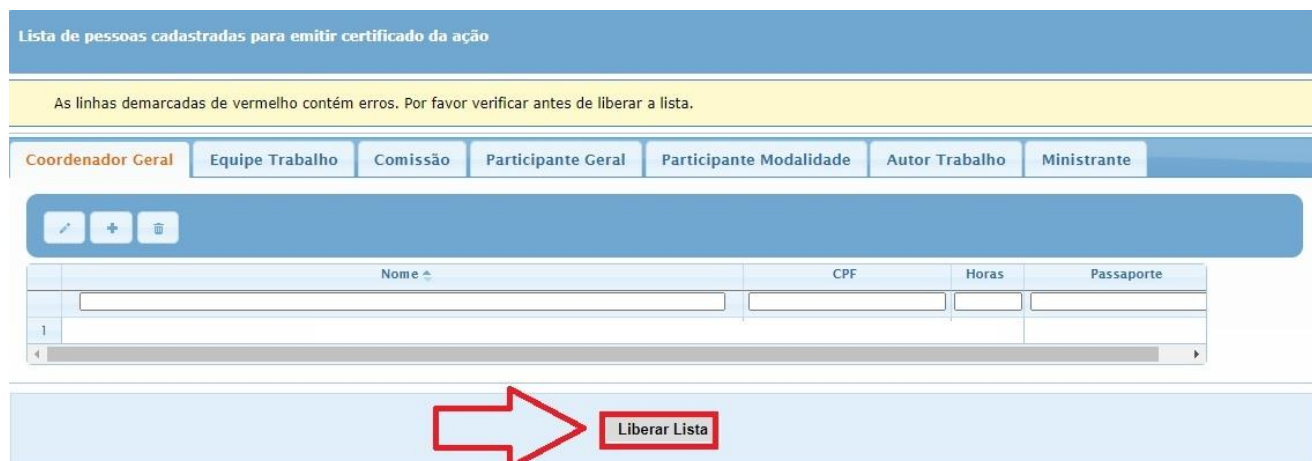 Lista de pessoas cadastradas para emitir certificado da ação
As linhas demarcadas de vermelho contém erros. Por favor verificar antes de liberar a lista.
Coordenador Geral Equipe Trabalho Comissão Participante Geral Participante Modalidade Autor Trabalho Ministrante
Nome CPF Horas Passaporte
1
Liberar Lista